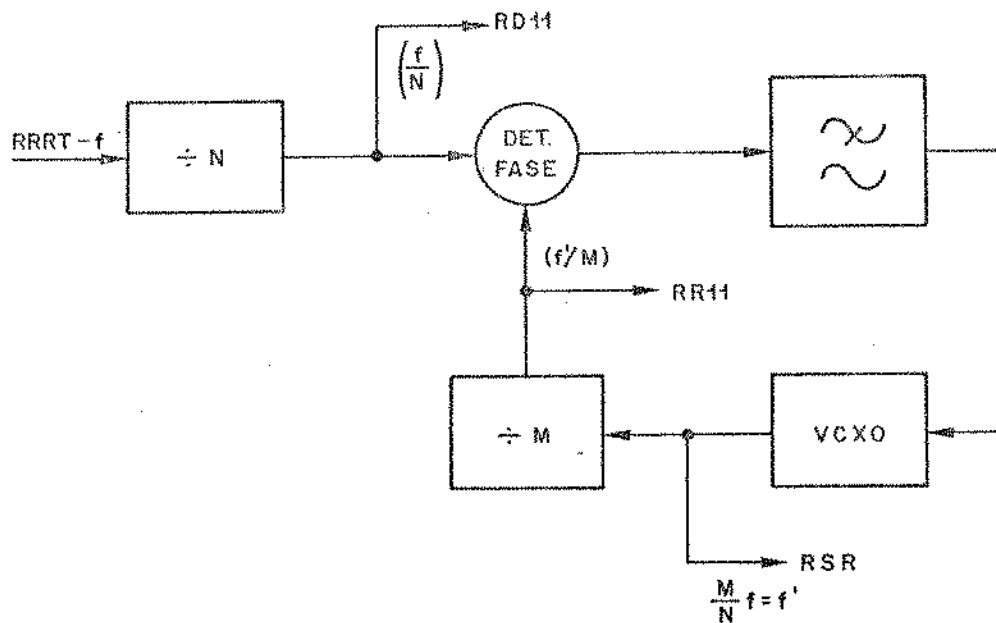 RD11
(f/N)
RRRT-f
÷ N
DET.
FASE
(f'/M)
RR11
÷ M
VCXO
RSR
M/N f = f'